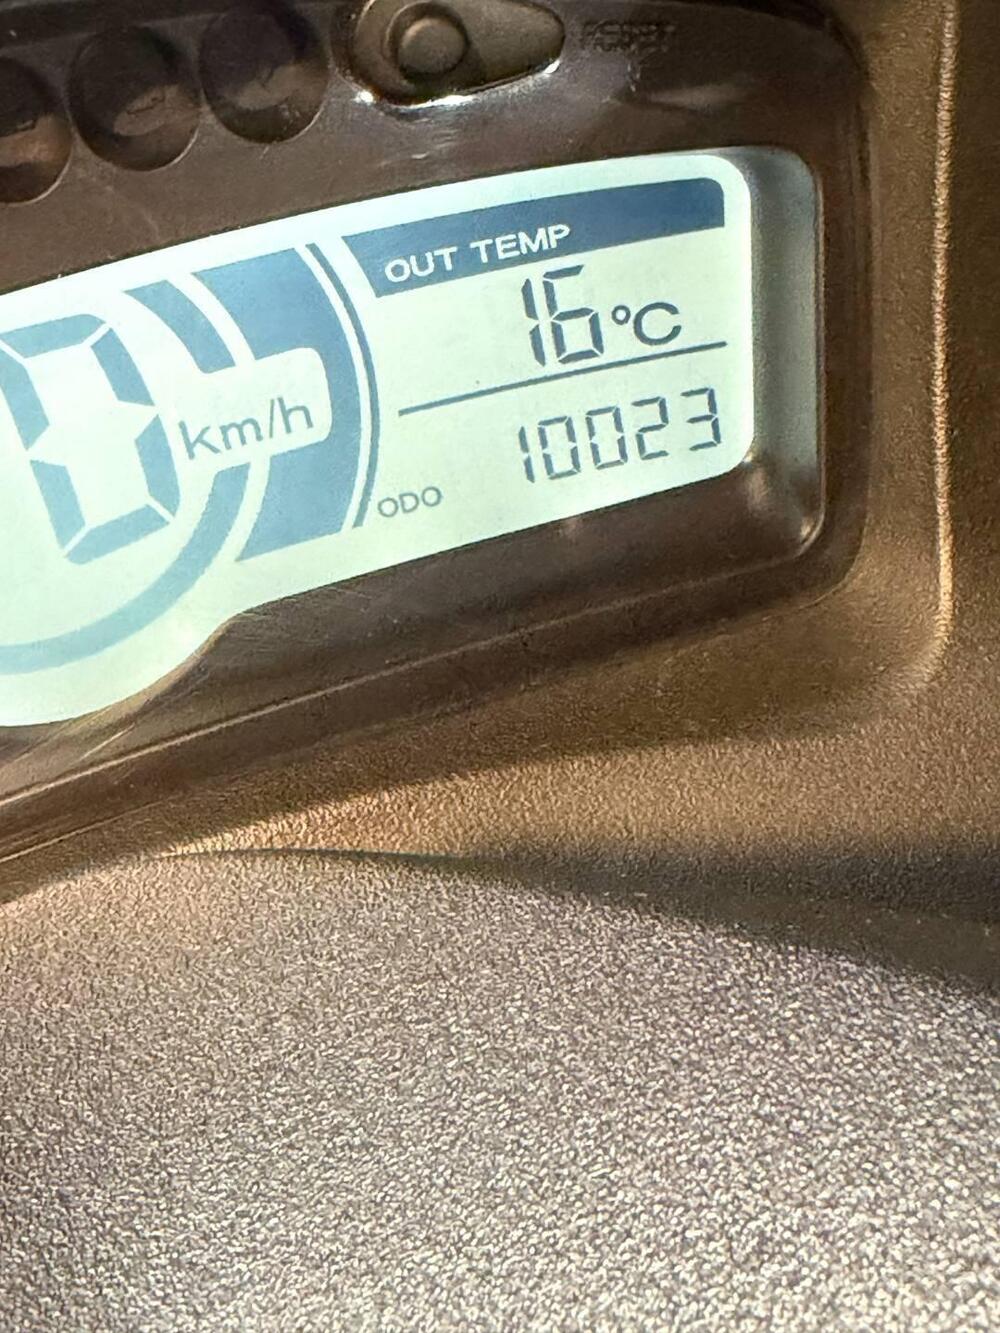 OUT TEMP
16°C
0 km/h
ODO 10023